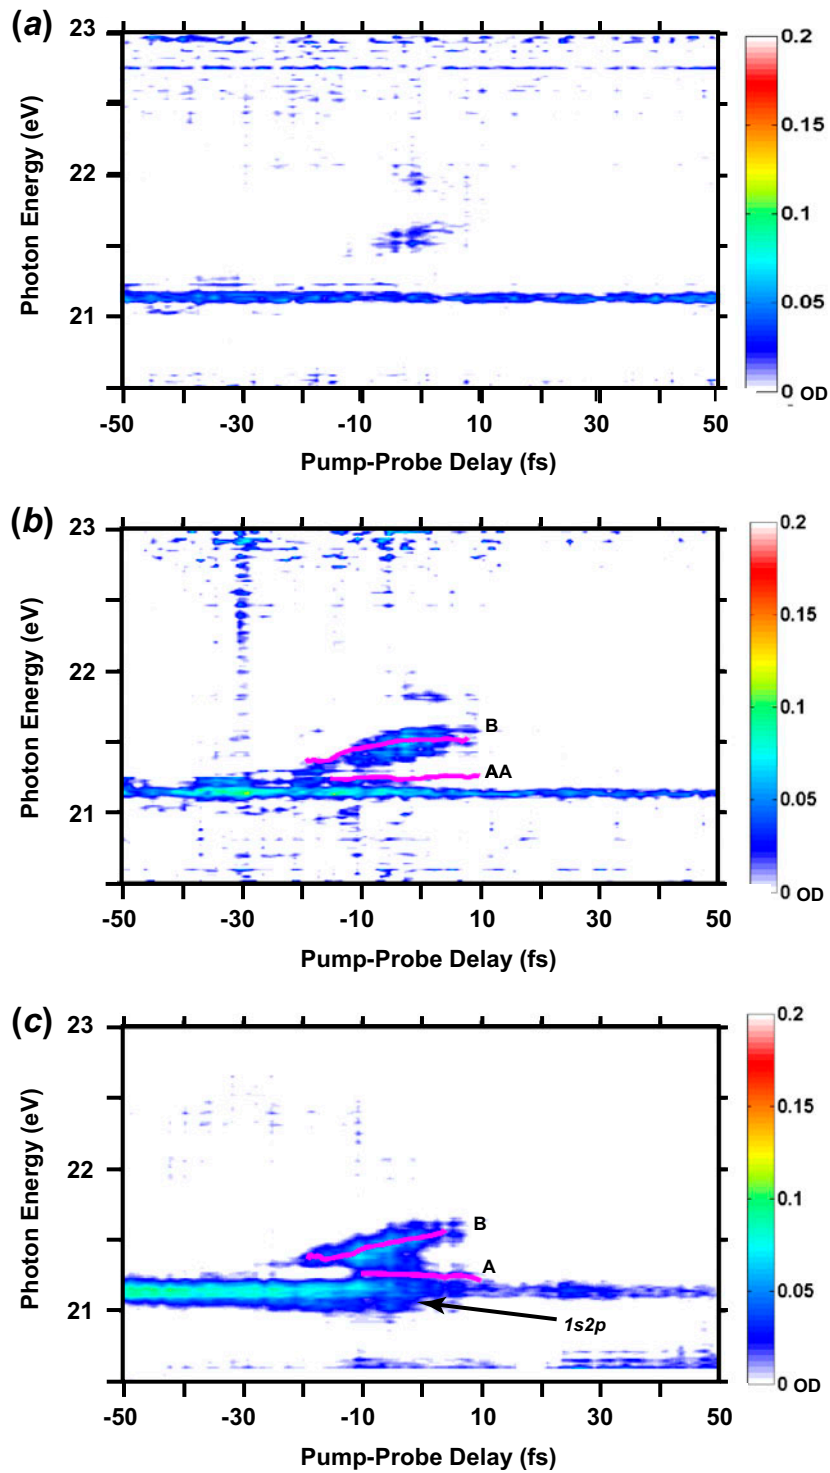 (a)
23
22
21
Photon Energy (eV)
-50 -30 -10 10 30 50
Pump-Probe Delay (fs)
0.2
0.15
0.1
0.05
0 OD
(b)
23
22
21
Photon Energy (eV)
B
AA
-50 -30 -10 10 30 50
Pump-Probe Delay (fs)
0.2
0.15
0.1
0.05
0 OD
(c)
23
22
21
Photon Energy (eV)
B
A
1s2p
-50 -30 -10 10 30 50
Pump-Probe Delay (fs)
0.2
0.15
0.1
0.05
0 OD